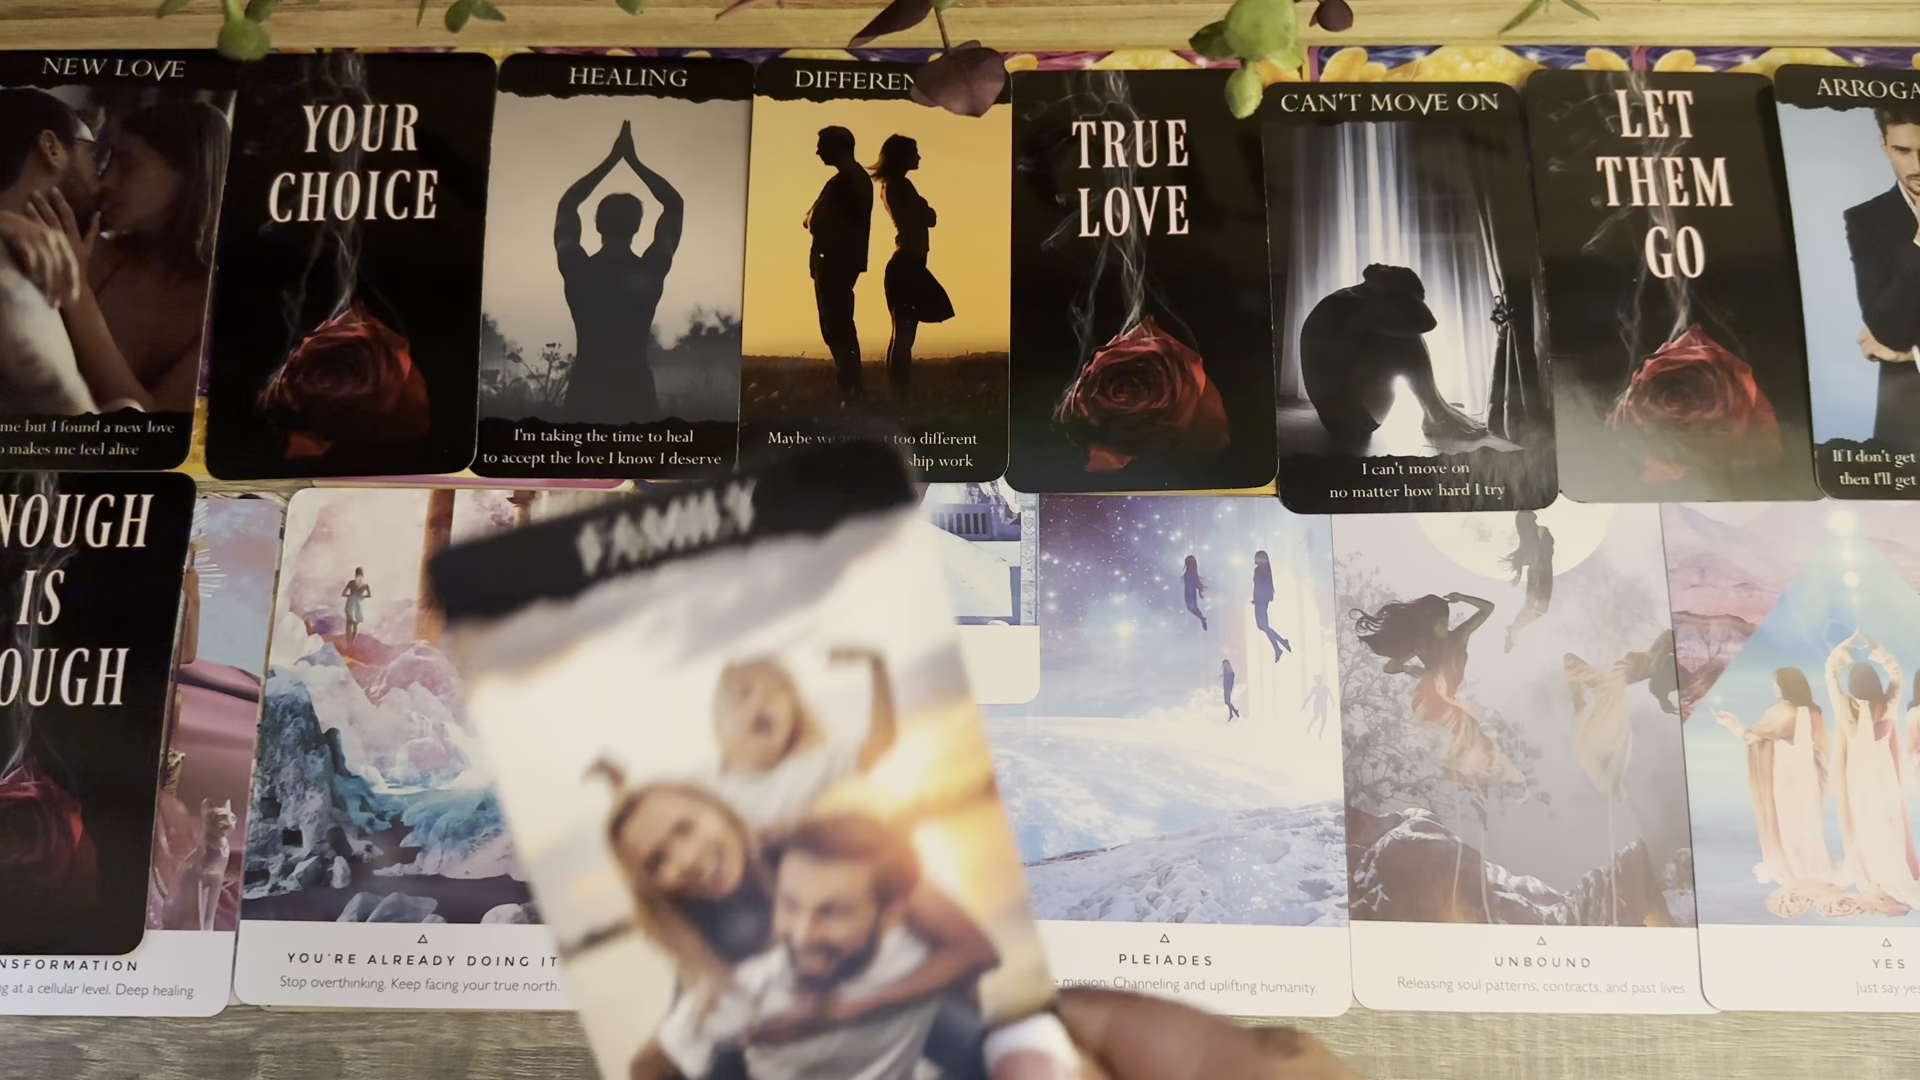 NEW LOVE
me but I found a new love
makes me feel alive
YOUR
CHOICE
HEALING
I'm taking the time to heal
to accept the love I know I deserve
DIFFEREN
Maybe we too different
ship work
TRUE
LOVE
CAN'T MOVE ON
I can't move on
no matter how hard I try
LET
THEM
GO
ARROGA
If I don't get
then I'll get
NOUGH
IS
OUGH
FAMILY
NSFORMATION
g at a cellular level. Deep healing.
YOU'RE ALREADY DOING IT
Stop overthinking. Keep facing your true north.
PLEIADES
mission. Channeling and uplifting humanity.
UNBOUND
Releasing soul patterns, contracts, and past lives.
YES
Just say yes